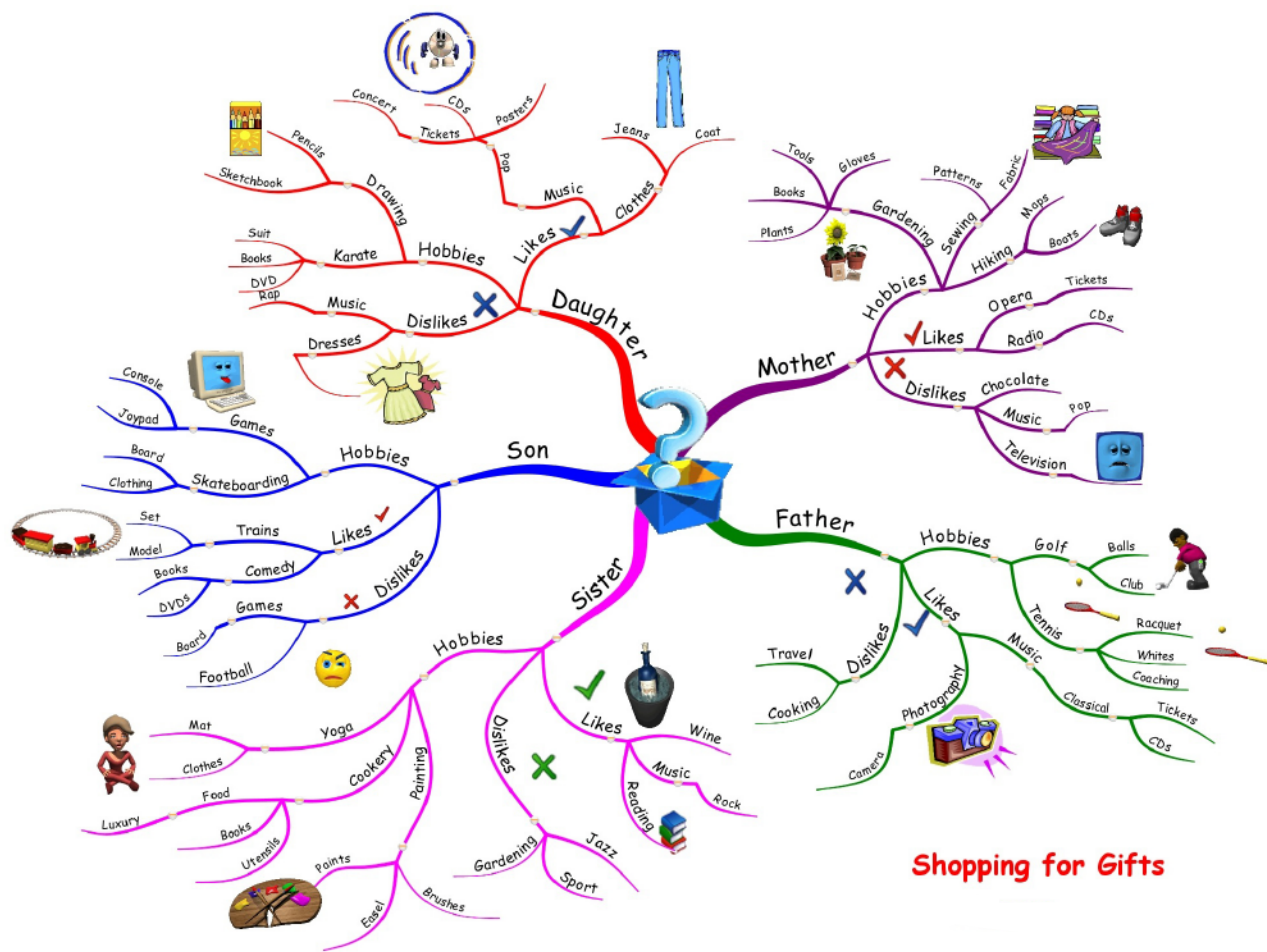 Shopping for Gifts
Daughter
Likes
Clothes
Jeans
Coat
Music
Pop
Posters
CDs
Tickets
Concert
Hobbies
Drawing
Pencils
Sketchbook
Karate
Suit
Books
DVD
Dislikes
Music
Rap
Dresses
Mother
Hobbies
Gardening
Tools
Gloves
Books
Plants
Sewing
Patterns
Fabric
Hiking
Maps
Boots
Likes
Opera
Tickets
Radio
CDs
Dislikes
Chocolate
Music
Pop
Television
Son
Hobbies
Games
Console
Joypad
Skateboarding
Board
Clothing
Likes
Trains
Set
Model
Comedy
Books
DVDs
Dislikes
Games
Board
Football
Father
Hobbies
Golf
Balls
Club
Tennis
Racquet
Whites
Coaching
Likes
Music
Classical
Tickets
CDs
Photography
Camera
Dislikes
Travel
Cooking
Sister
Hobbies
Yoga
Mat
Clothes
Cookery
Food
Luxury
Books
Utensils
Painting
Paints
Easel
Brushes
Dislikes
Gardening
Jazz
Sport
Likes
Wine
Music
Rock
Reading